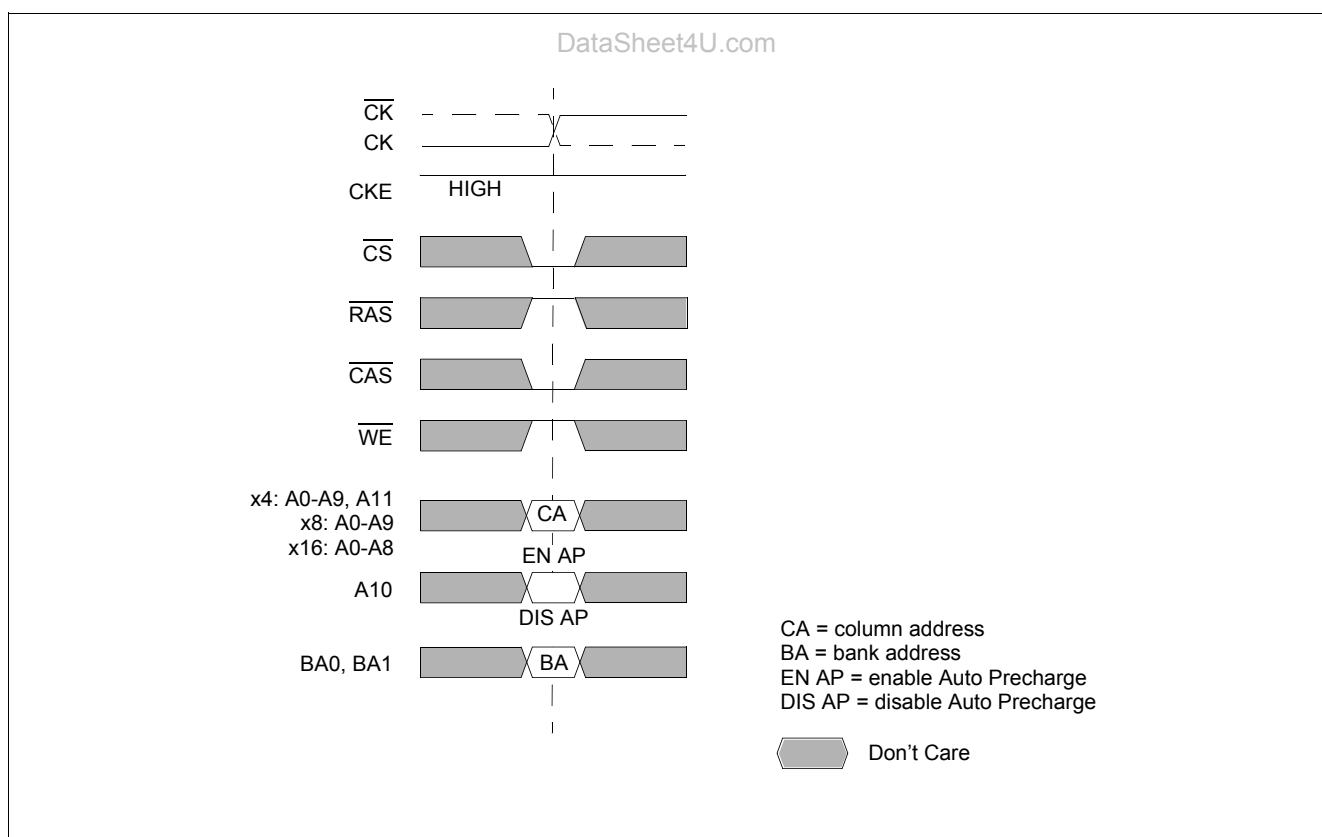 DataSheet4U.com
CK
CK
CKE
HIGH
CS
RAS
CAS
WE
x4: A0-A9, A11
x8: A0-A9
x16: A0-A8
CA
EN AP
A10
DIS AP
BA0, BA1
BA
CA = column address
BA = bank address
EN AP = enable Auto Precharge
DIS AP = disable Auto Precharge
Don't Care